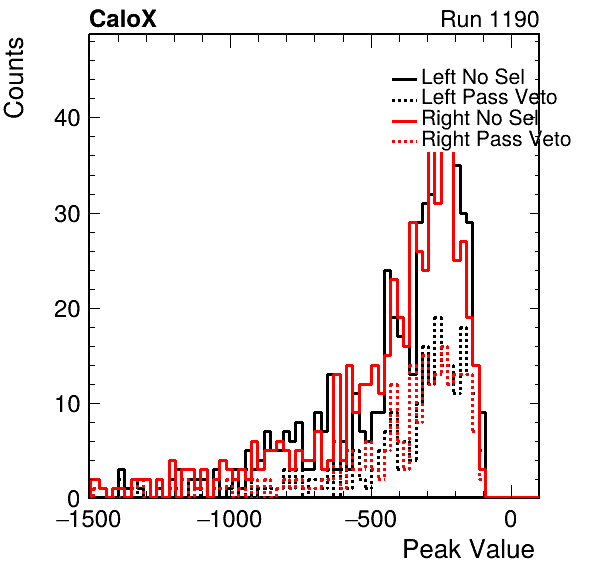 CaloX Run 1190
Counts
Left No Sel
Left Pass Veto
Right No Sel
Right Pass Veto
40
30
20
10
0
−1500 −1000 −500 0
Peak Value